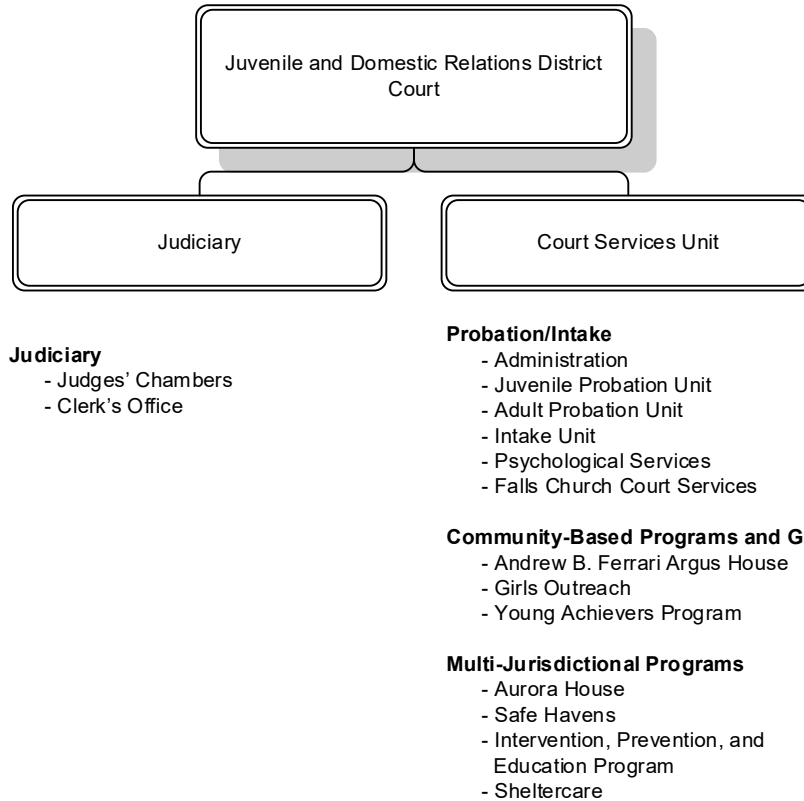 Juvenile and Domestic Relations District
Court
Judiciary
Court Services Unit
Judiciary
- Judges’ Chambers
- Clerk’s Office
Probation/Intake
- Administration
- Juvenile Probation Unit
- Adult Probation Unit
- Intake Unit
- Psychological Services
- Falls Church Court Services
Community-Based Programs and G
- Andrew B. Ferrari Argus House
- Girls Outreach
- Young Achievers Program
Multi-Jurisdictional Programs
- Aurora House
- Safe Havens
- Intervention, Prevention, and
Education Program
- Sheltercare